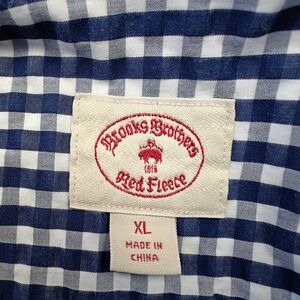 Brooks Brothers
1818
Red Fleece
XL
MADE IN
CHINA